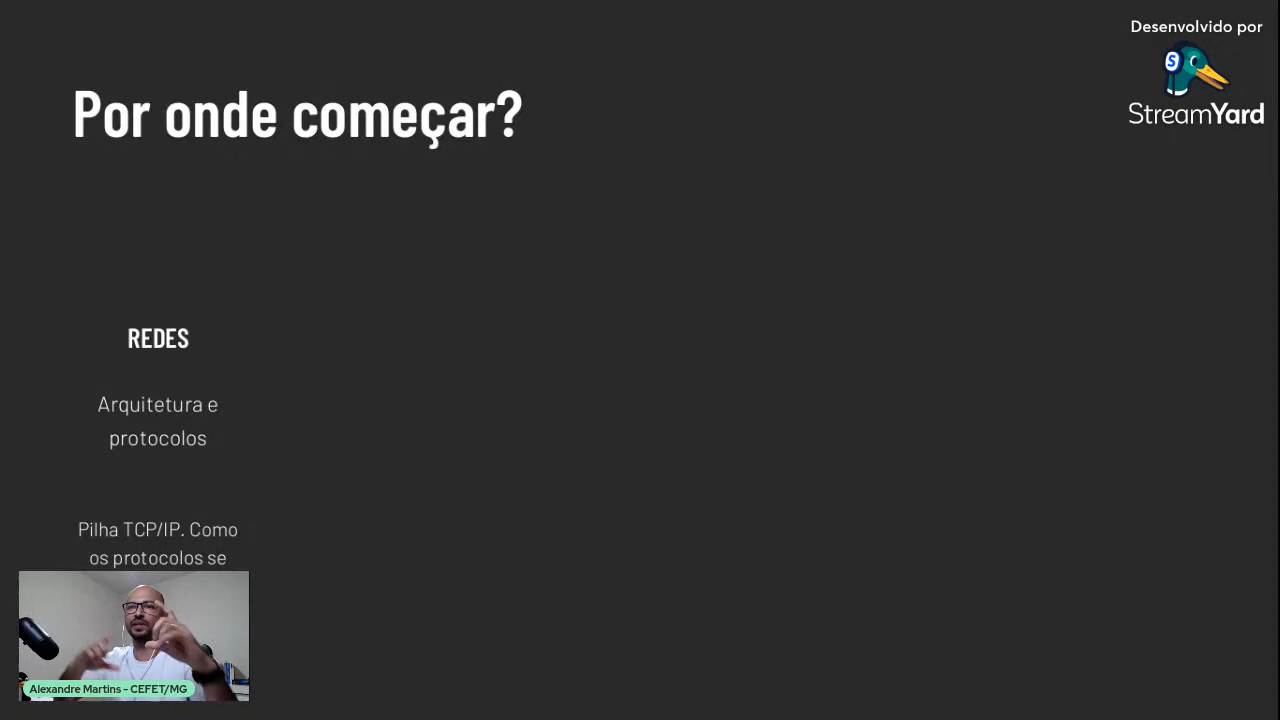 Desenvolvido por
StreamYard
Por onde começar?
REDES
Arquitetura e
protocolos
Pilha TCP/IP. Como
os protocolos se
Alexandre Martins - CEFET/MG